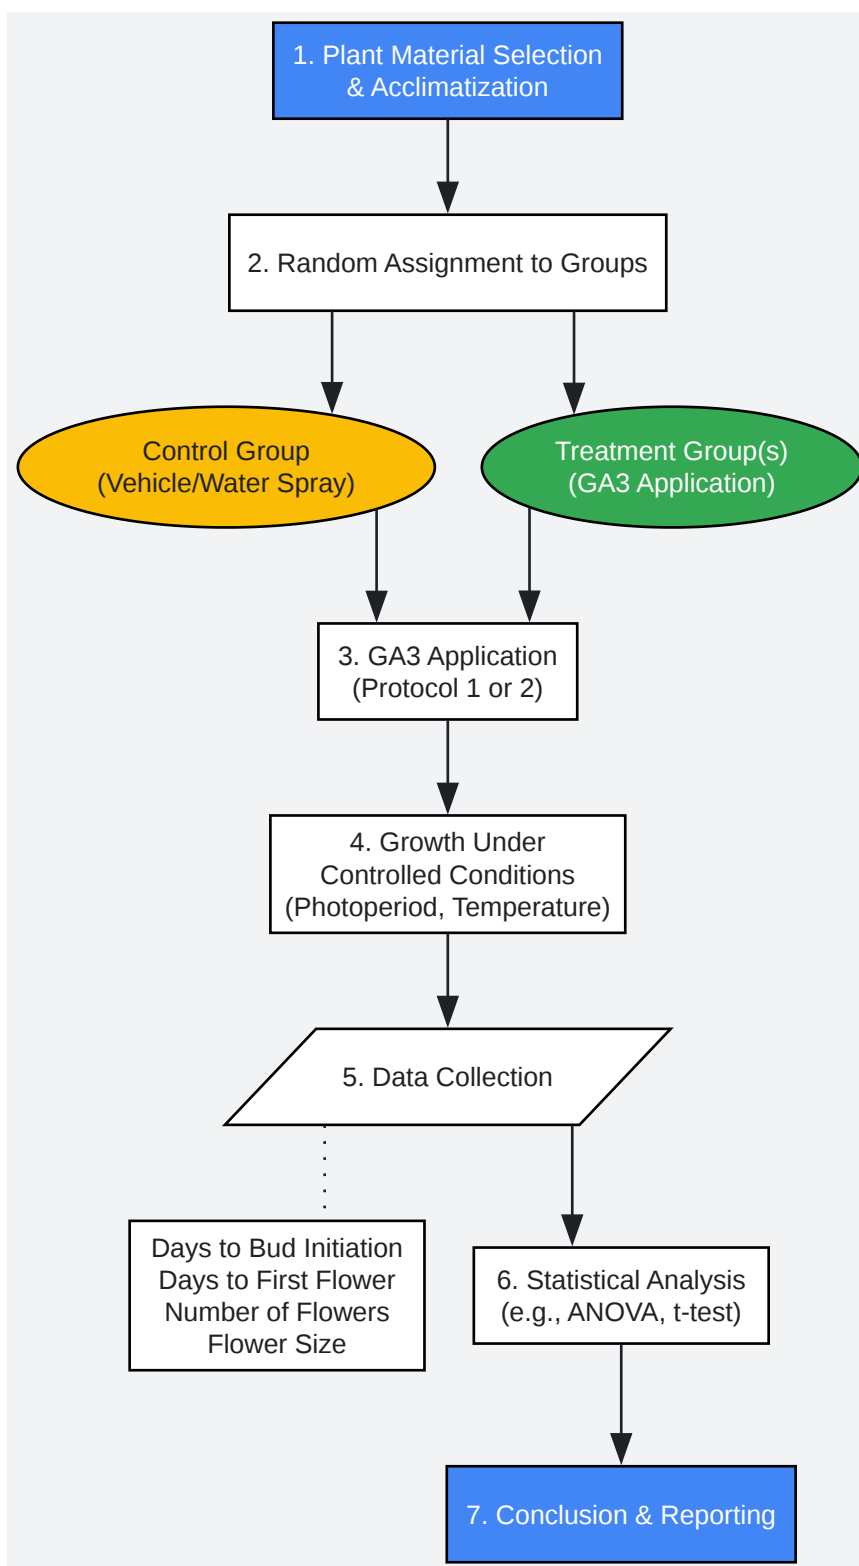 1. Plant Material Selection
& Acclimatization
2. Random Assignment to Groups
Control Group
(Vehicle/Water Spray)
Treatment Group(s)
(GA3 Application)
3. GA3 Application
(Protocol 1 or 2)
4. Growth Under
Controlled Conditions
(Photoperiod, Temperature)
5. Data Collection
Days to Bud Initiation
Days to First Flower
Number of Flowers
Flower Size
6. Statistical Analysis
(e.g., ANOVA, t-test)
7. Conclusion & Reporting